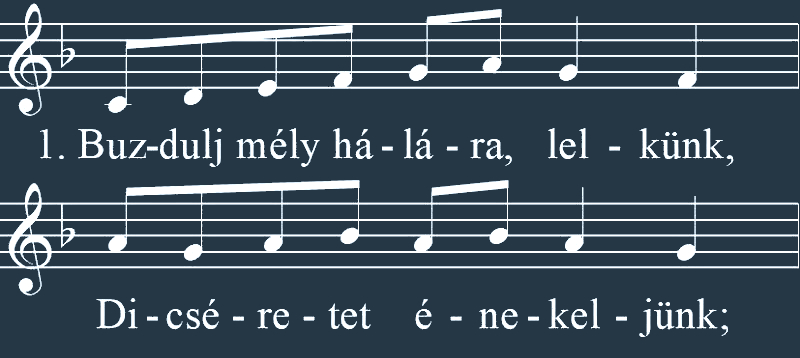 1. Buz-dulj mély há - lá - ra, lel - künk,
Di - csé - re - tet é - ne - kel - jünk;